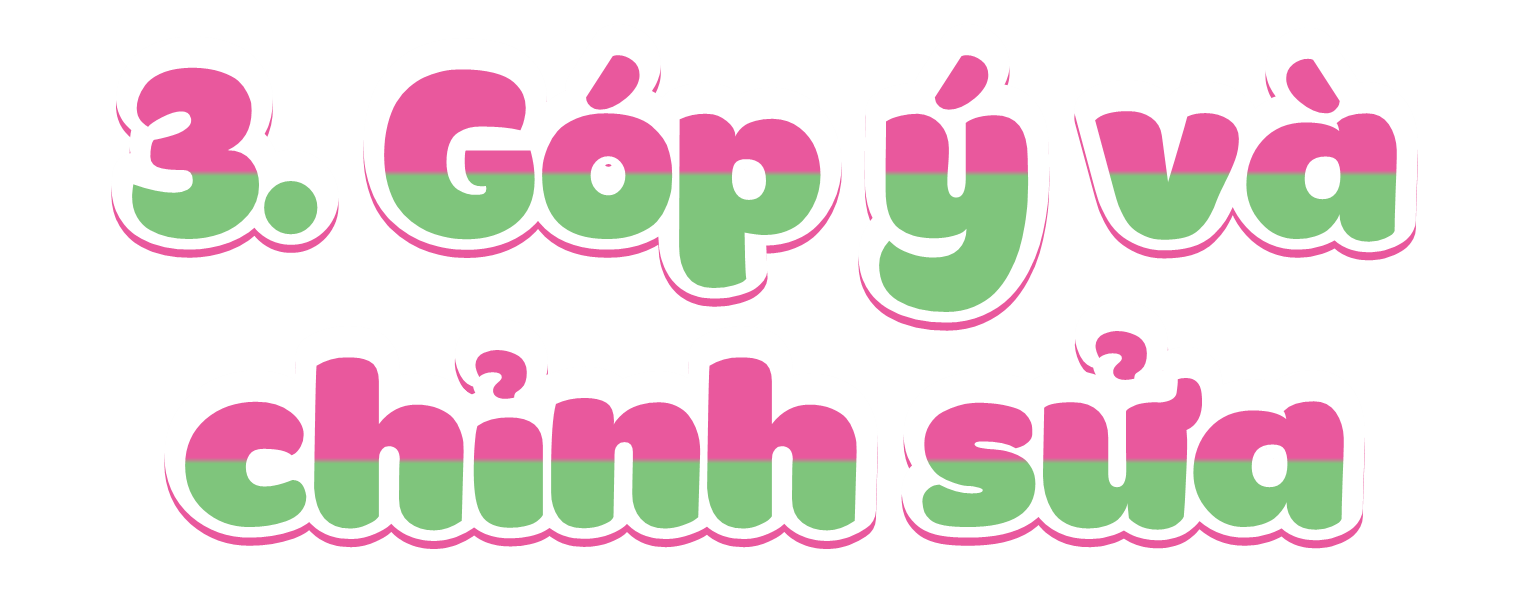 3. Góp ý và
chỉnh sửa